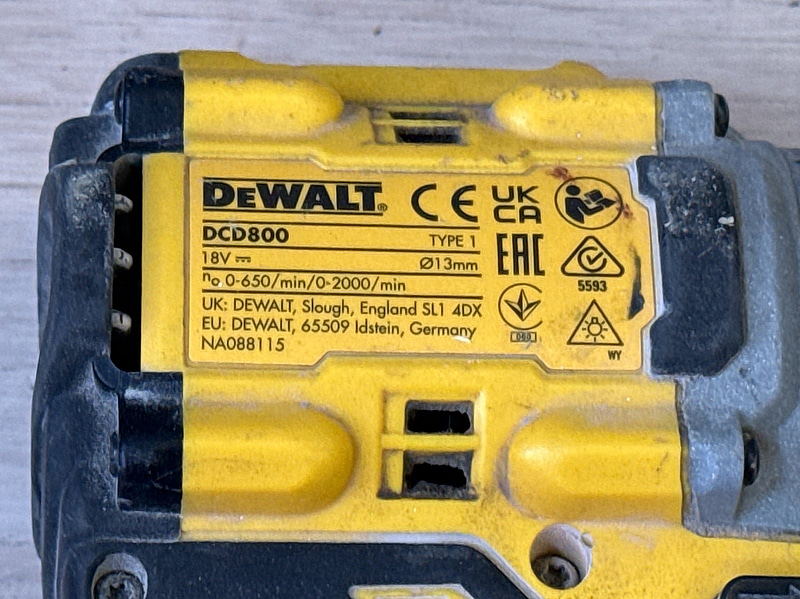 DEWALT®
CE
UK
CA
DCD800
TYPE 1
EAC
18V ⎓
Ø13mm
n₀ 0-650/min/0-2000/min
5593
UK: DEWALT, Slough, England SL1 4DX
EU: DEWALT, 65509 Idstein, Germany
NA088115
WY